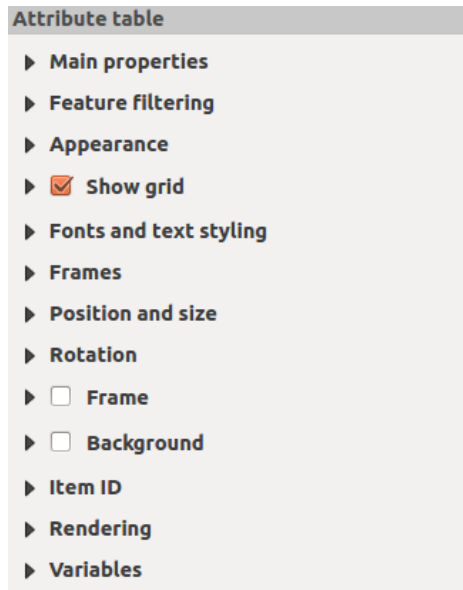 Attribute table
Main properties
Feature filtering
Appearance
Show grid
Fonts and text styling
Frames
Position and size
Rotation
Frame
Background
Item ID
Rendering
Variables